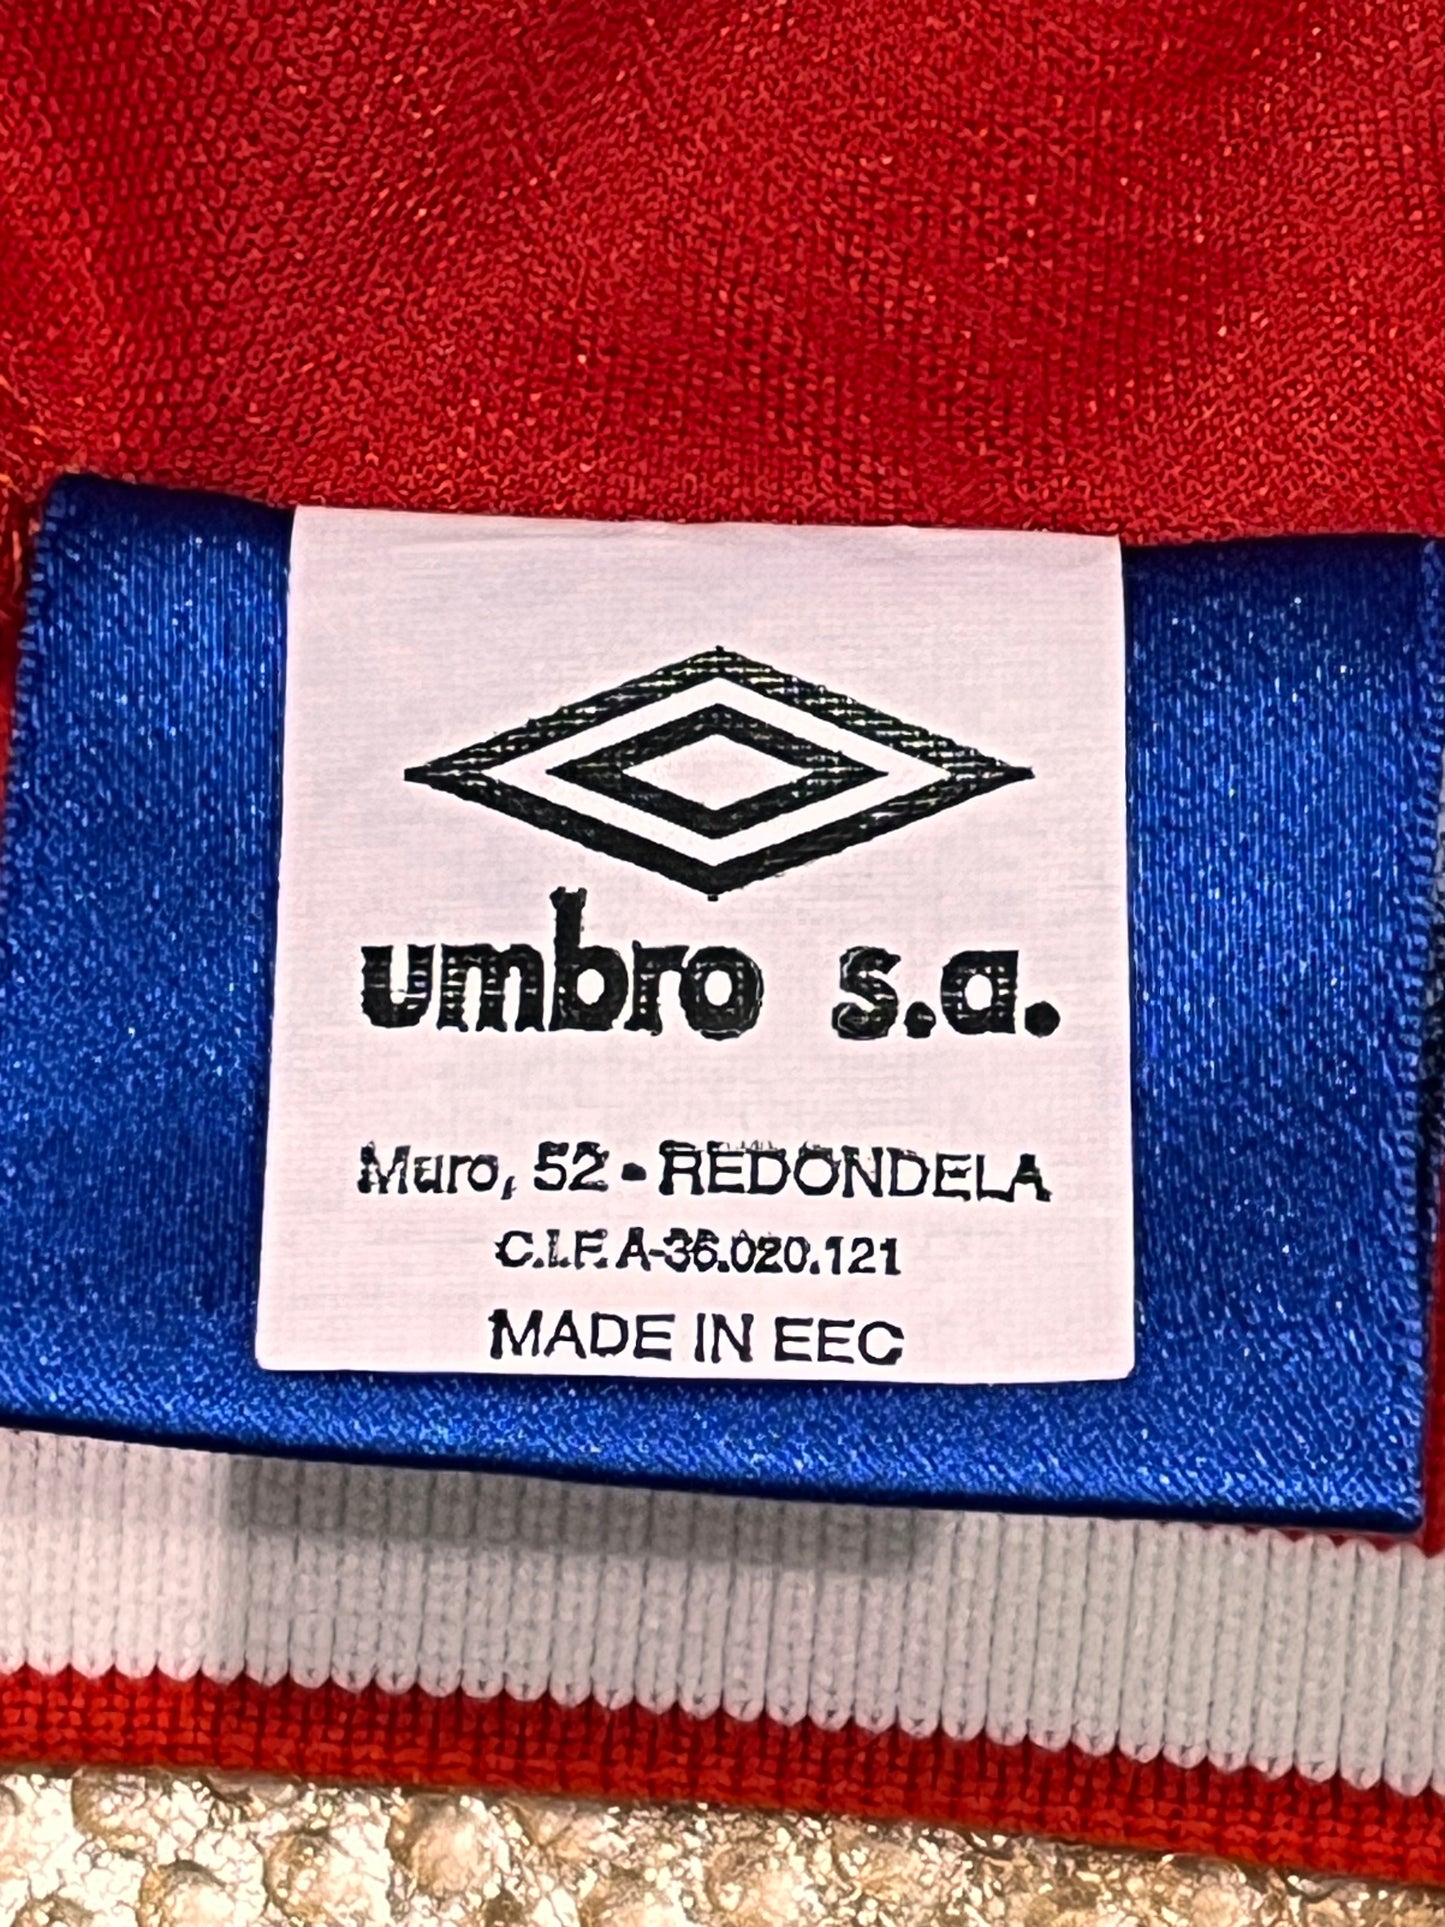 umbro s.a.
Muro, 52 - REDONDELA
C.I.F. A-36.020.121
MADE IN EEC